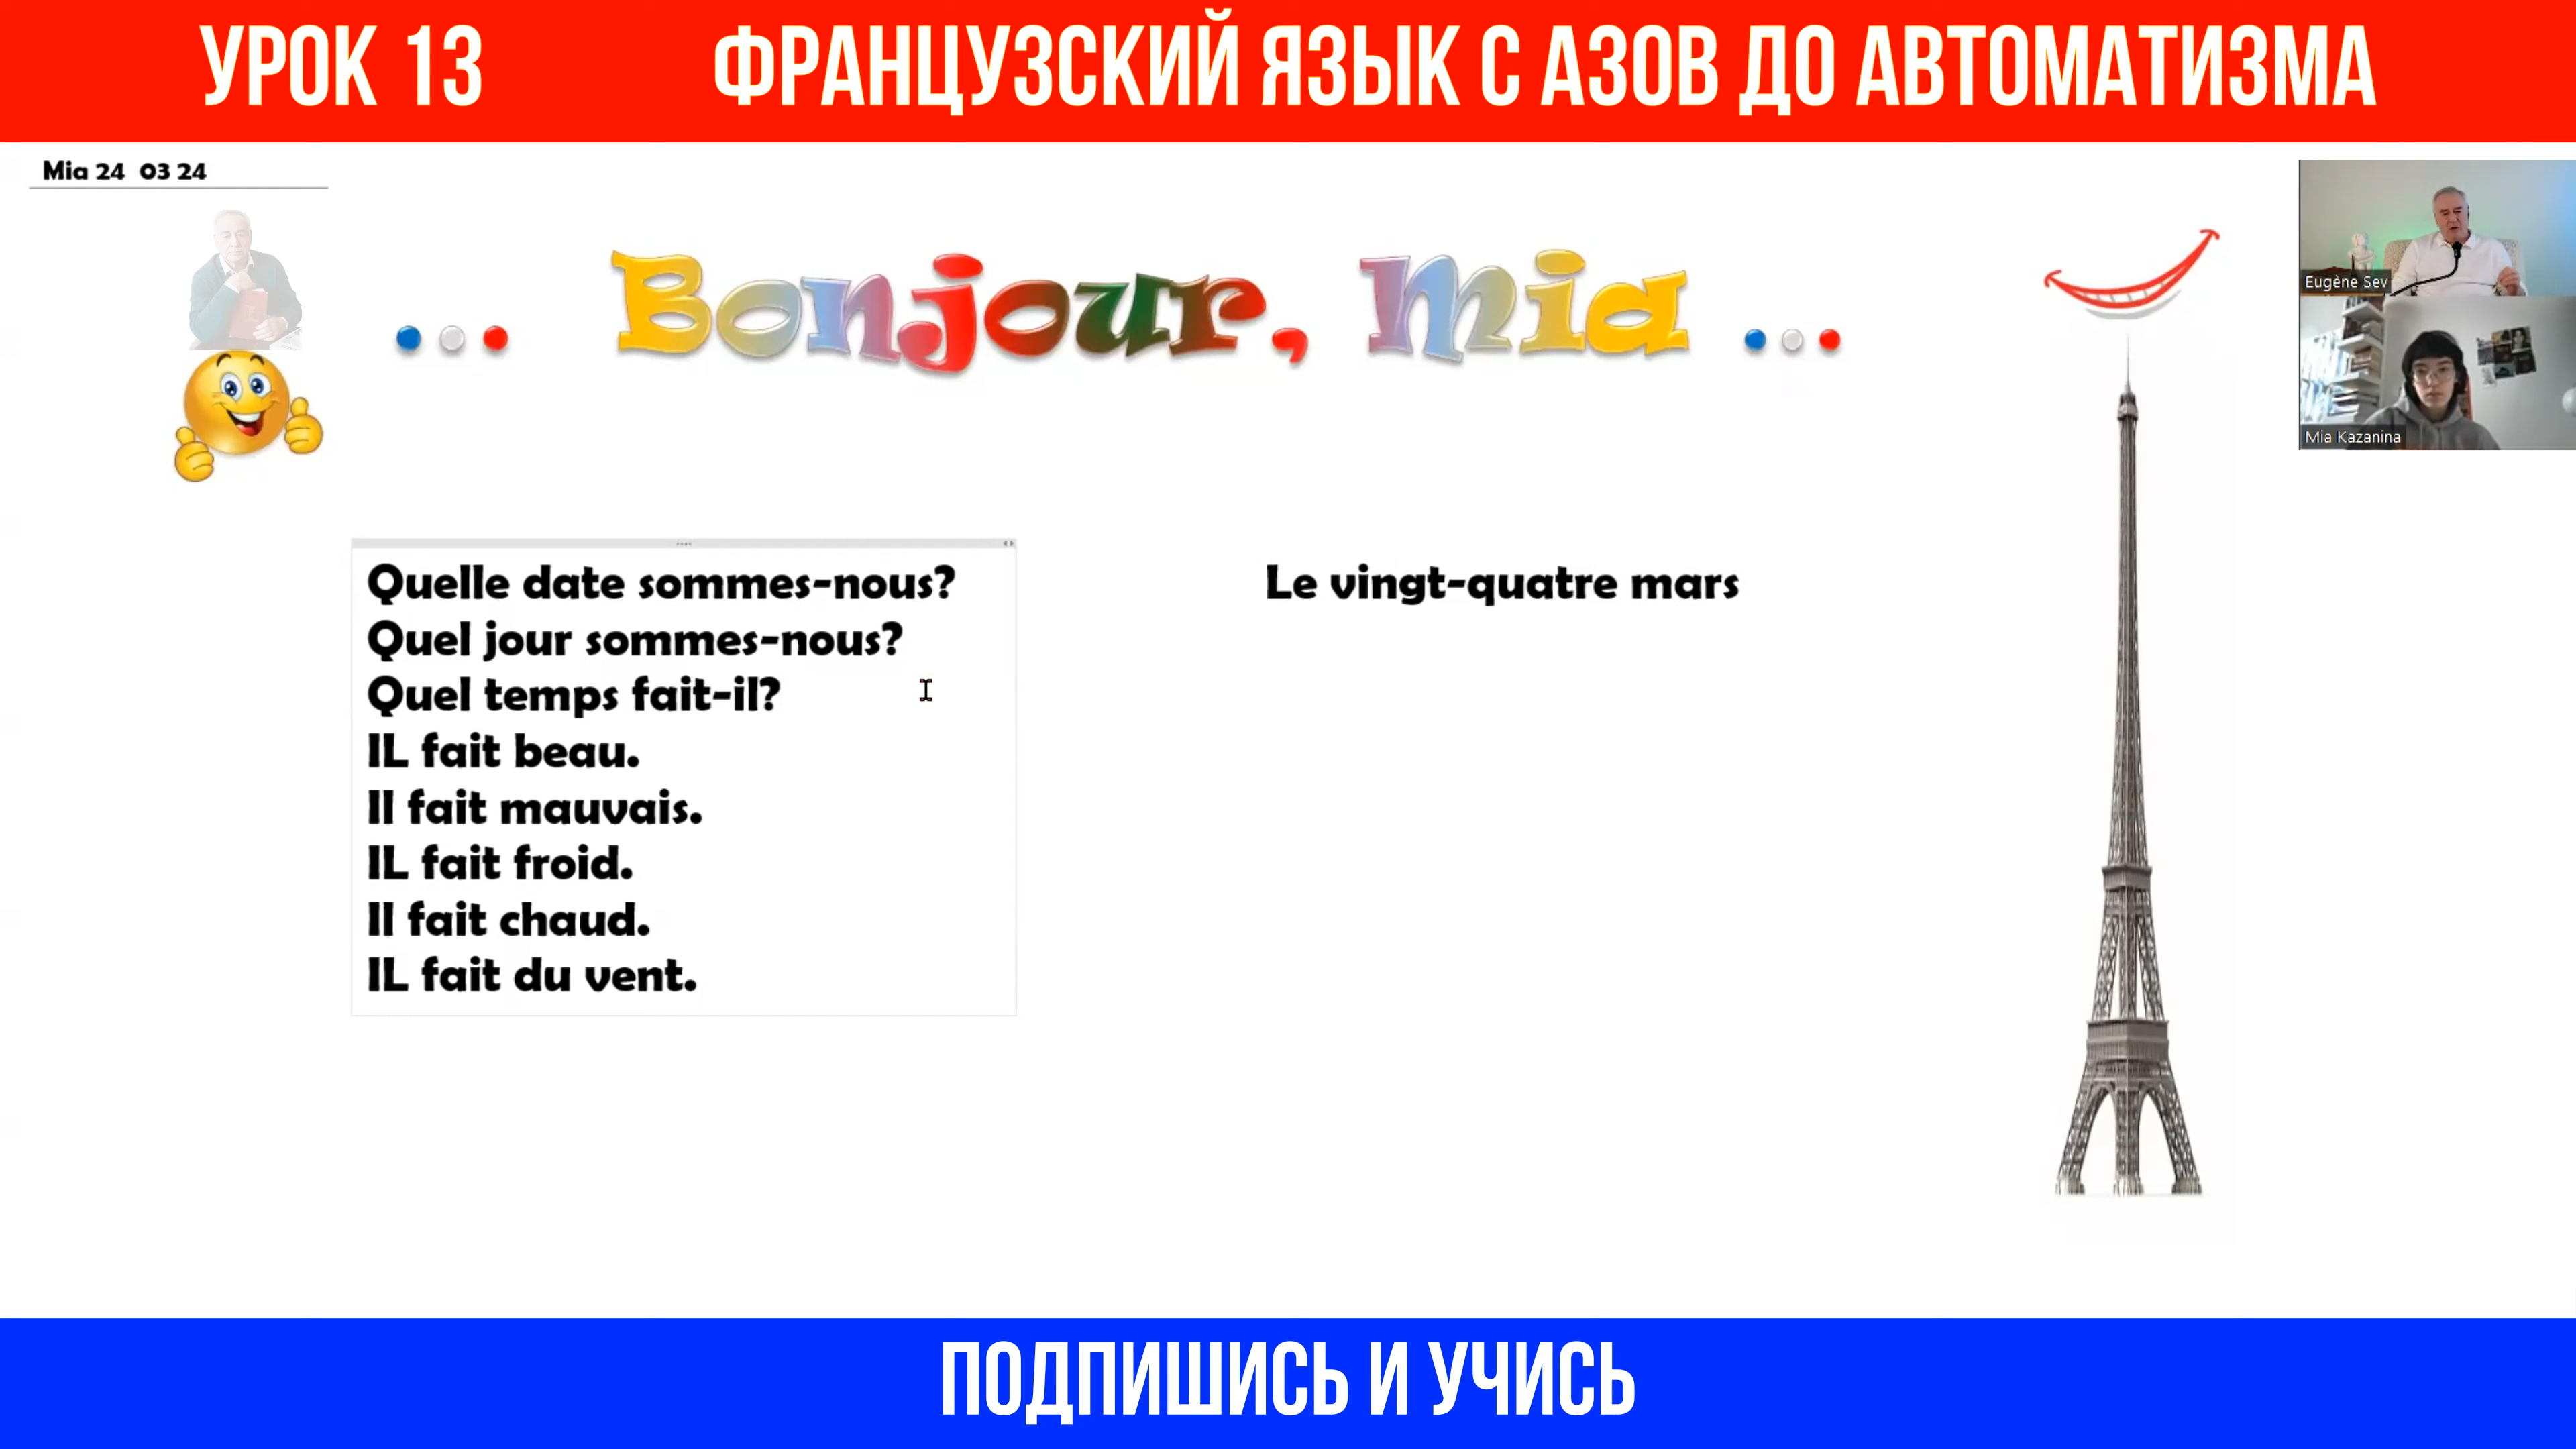 УРОК 13 ФРАНЦУЗСКИЙ ЯЗЫК С АЗОВ ДО АВТОМАТИЗМА
Mia 24 03 24
... Bonjour, Mia ...
Eugène Sev
Mia Kazanina
Quelle date sommes-nous?
Quel jour sommes-nous?
Quel temps fait-il?
IL fait beau.
Il fait mauvais.
IL fait froid.
Il fait chaud.
IL fait du vent.
Le vingt-quatre mars
ПОДПИШИСЬ И УЧИСЬ